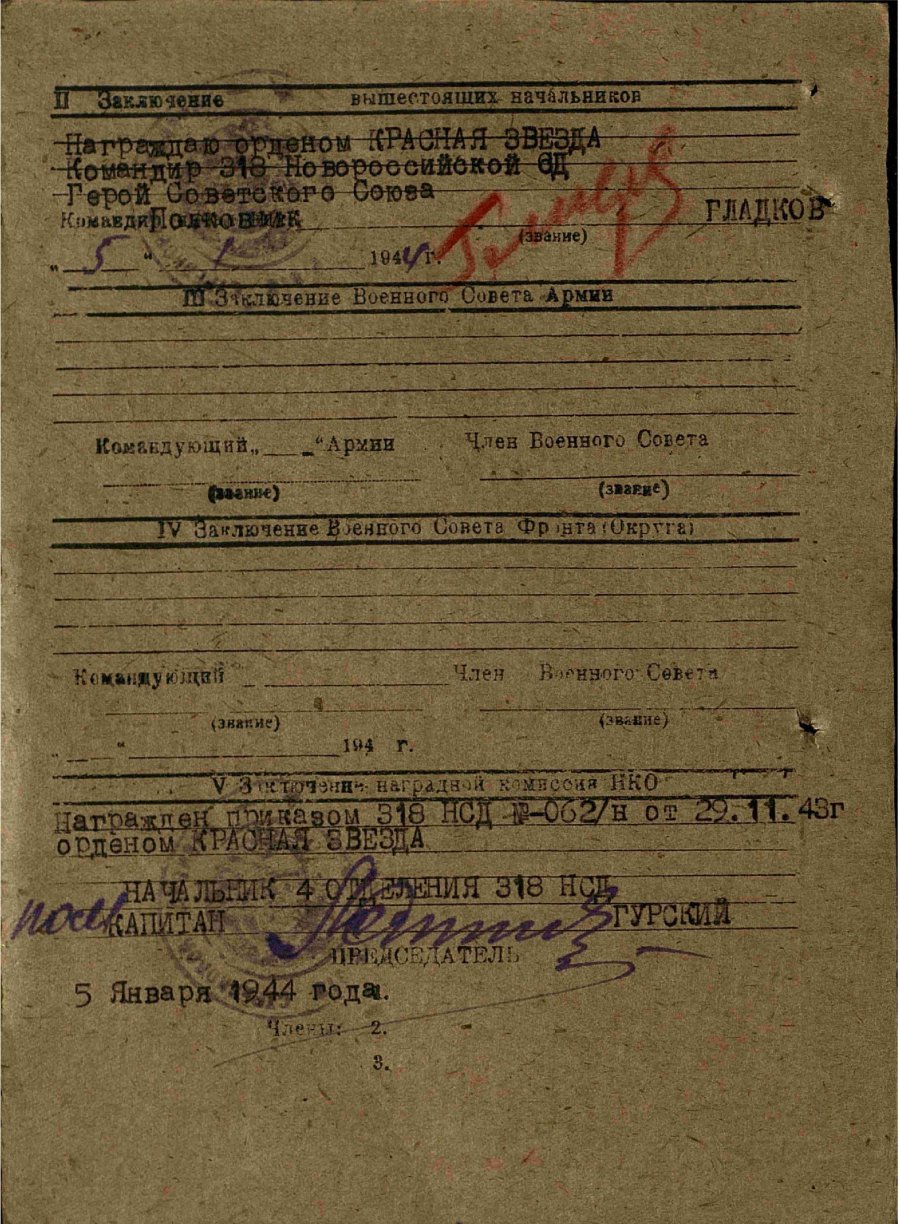 II Заключение вышестоящих начальников
Награждаю орденом КРАСНАЯ ЗВЕЗДА
Командир 318 Новороссийской СД
Герой Советского Союза
Полковник ГЛАДКОВ
(звание)
„ 5 “ 1 1944 г.
III Заключение Военного Совета Армии
Командующий „____“ Армии Член Военного Совета
(звание) (звание)
IV Заключение Военного Совета Фронта (Округа)
Командующий Член Военного Совета
(звание) (звание)
„____“ 194 г.
V Заключение наградной комиссии НКО
Награжден приказом 318 НСД №-062/н от 29.11.43г
орденом КРАСНАЯ ЗВЕЗДА
НАЧАЛЬНИК 4 ОТДЕЛЕНИЯ 318 НСД
КАПИТАН ГУРСКИЙ
ПРЕДСЕДАТЕЛЬ
5 Января 1944 года.
Члены: 2.
3.